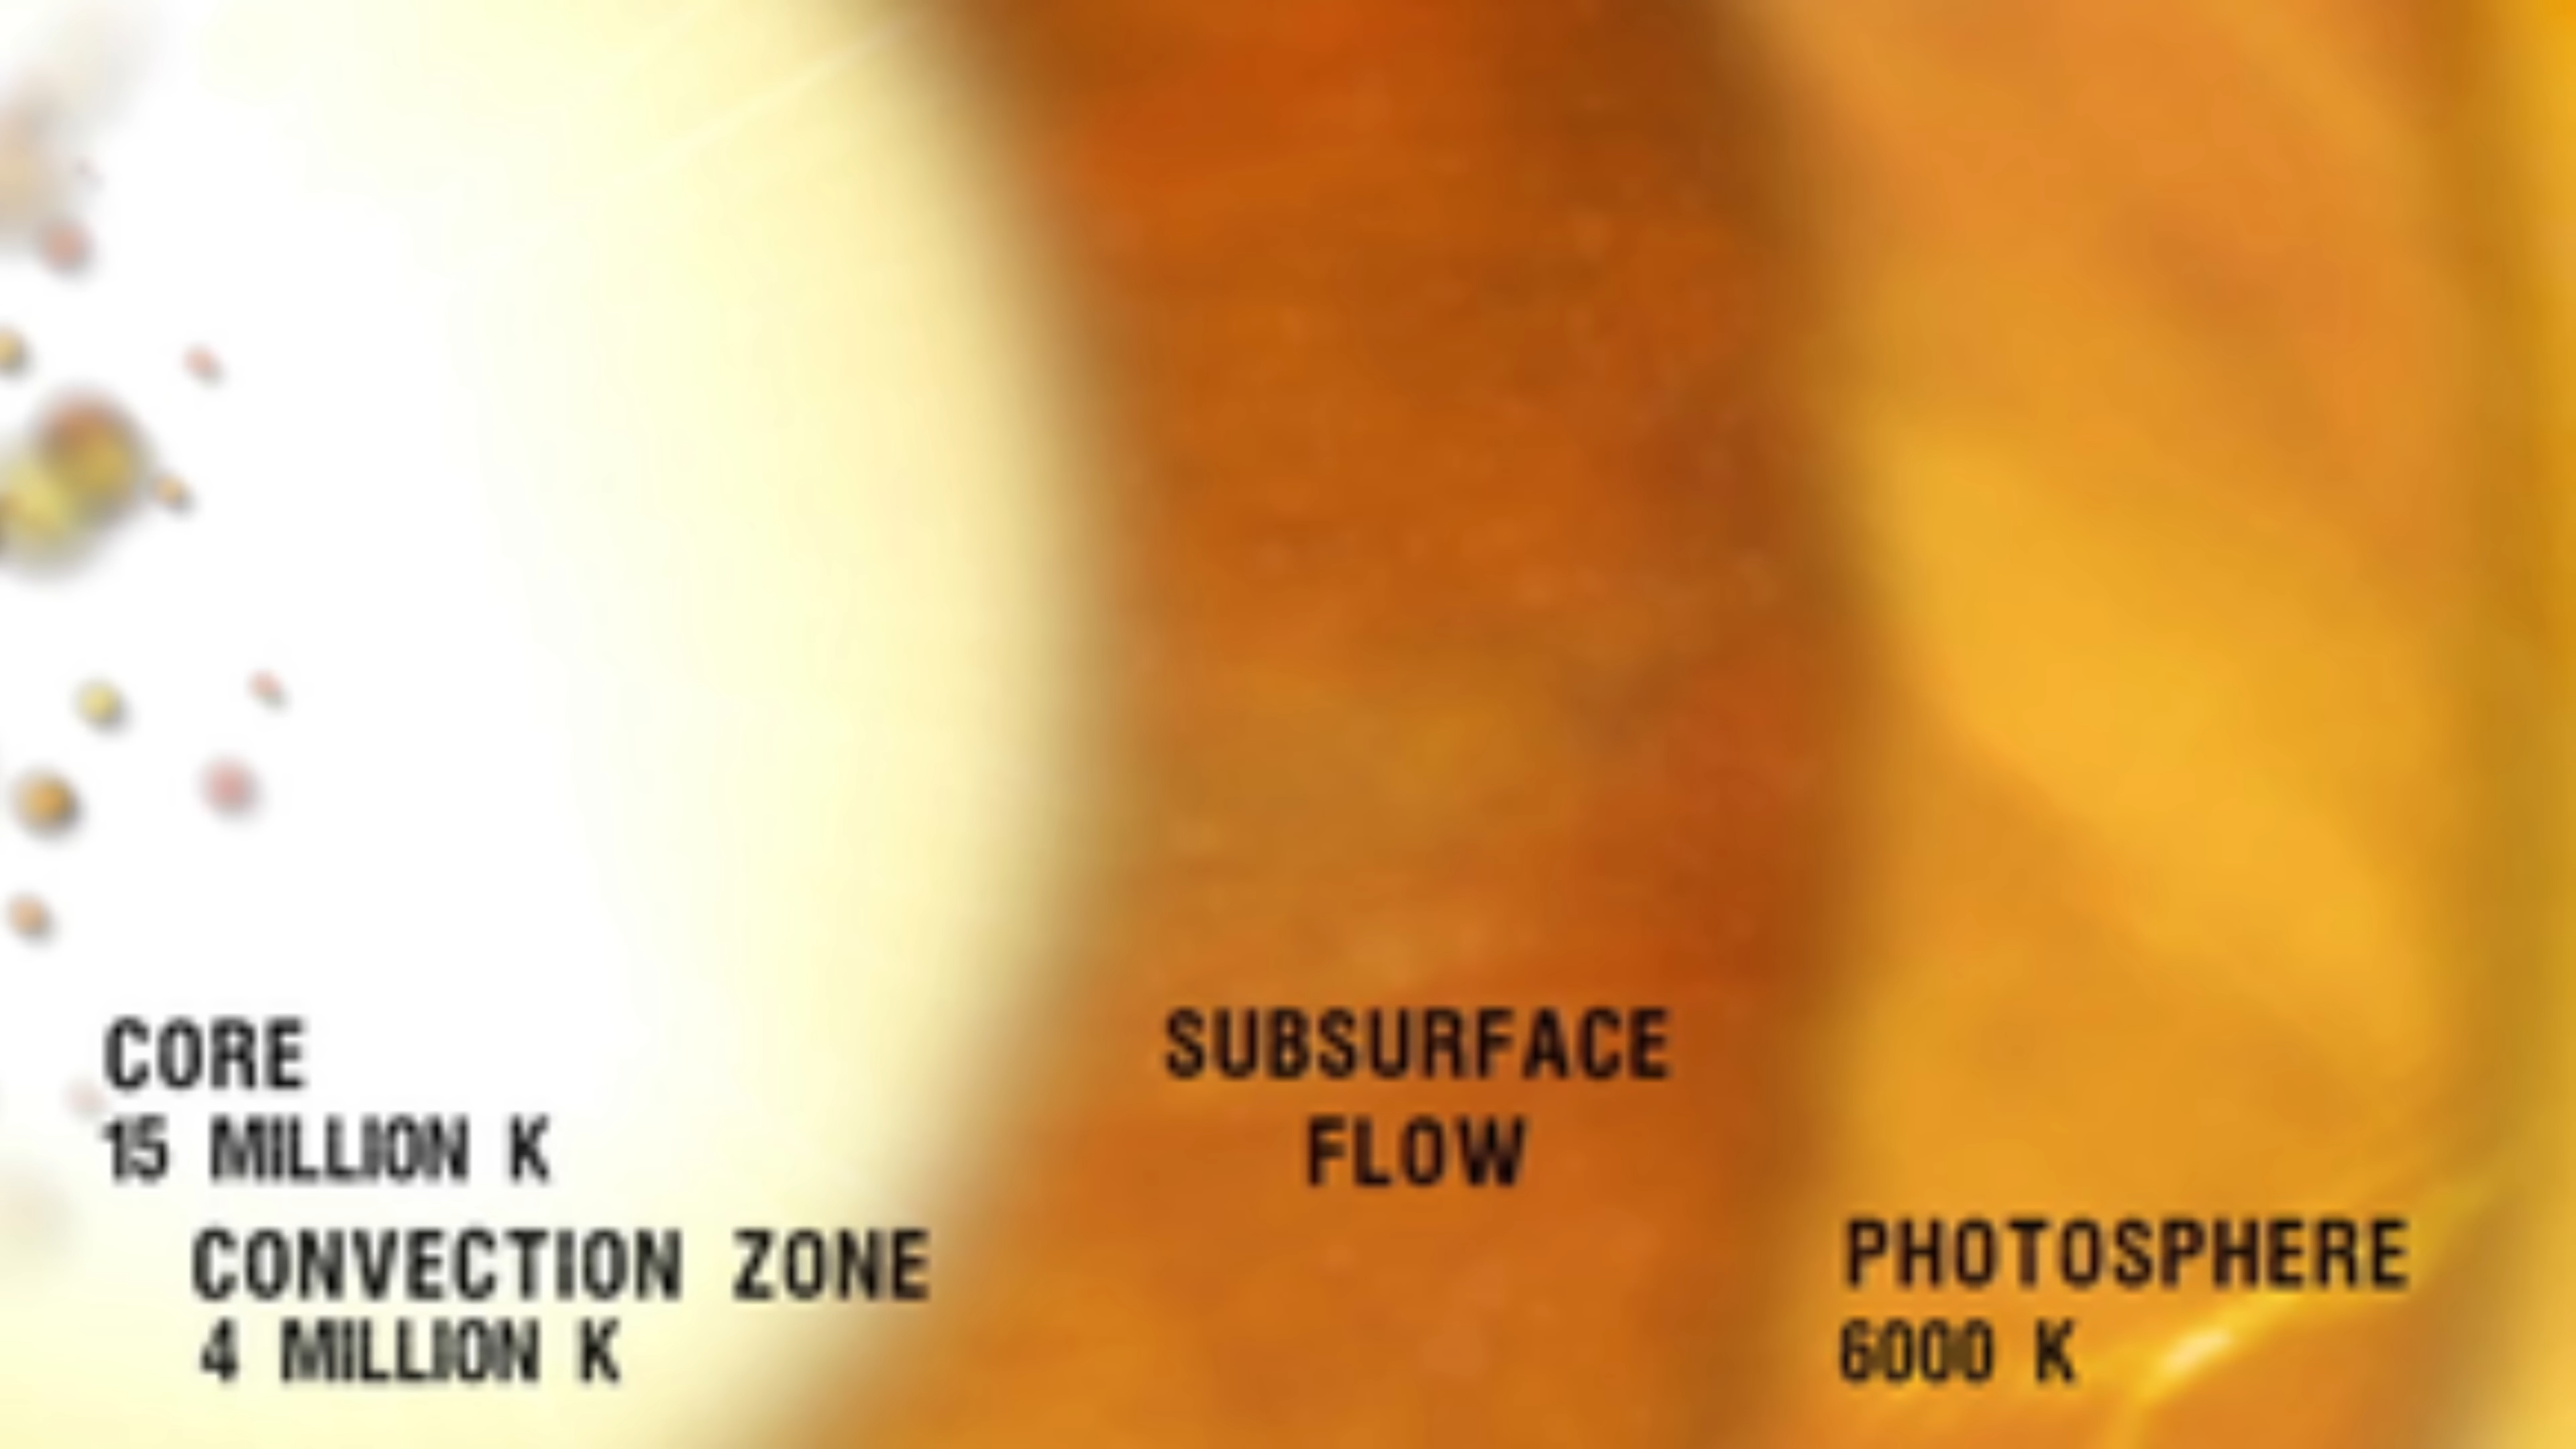 CORE
15 MILLION K
CONVECTION ZONE
4 MILLION K
SUBSURFACE
FLOW
PHOTOSPHERE
6000 K